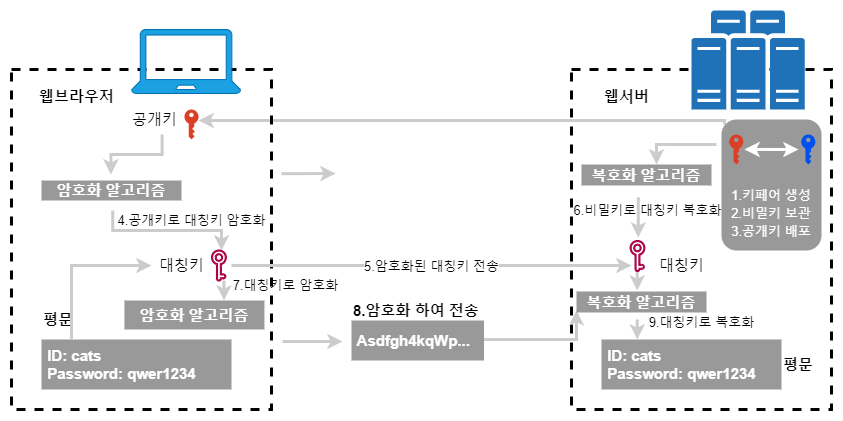 웹브라우저
공개키
암호화 알고리즘
4.공개키로 대칭키 암호화
대칭키
7.대칭키로 암호화
평문
암호화 알고리즘
ID: cats
Password: qwer1234
5.암호화된 대칭키 전송
8.암호화 하여 전송
Asdfgh4kqWp...
웹서버
복호화 알고리즘
6.비밀키로 대칭키 복호화
1.키페어 생성
2.비밀키 보관
3.공개키 배포
대칭키
복호화 알고리즘
9.대칭키로 복호화
ID: cats
Password: qwer1234
평문